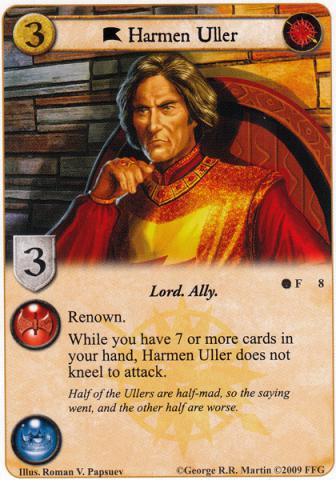 3 Harmen Uller
3
Lord. Ally.
F 8
Renown.
While you have 7 or more cards in
your hand, Harmen Uller does not
kneel to attack.
Half of the Ullers are half-mad, so the saying
went, and the other half are worse.
Illus. Roman V. Papsuev ©George R.R. Martin ©2009 FFG